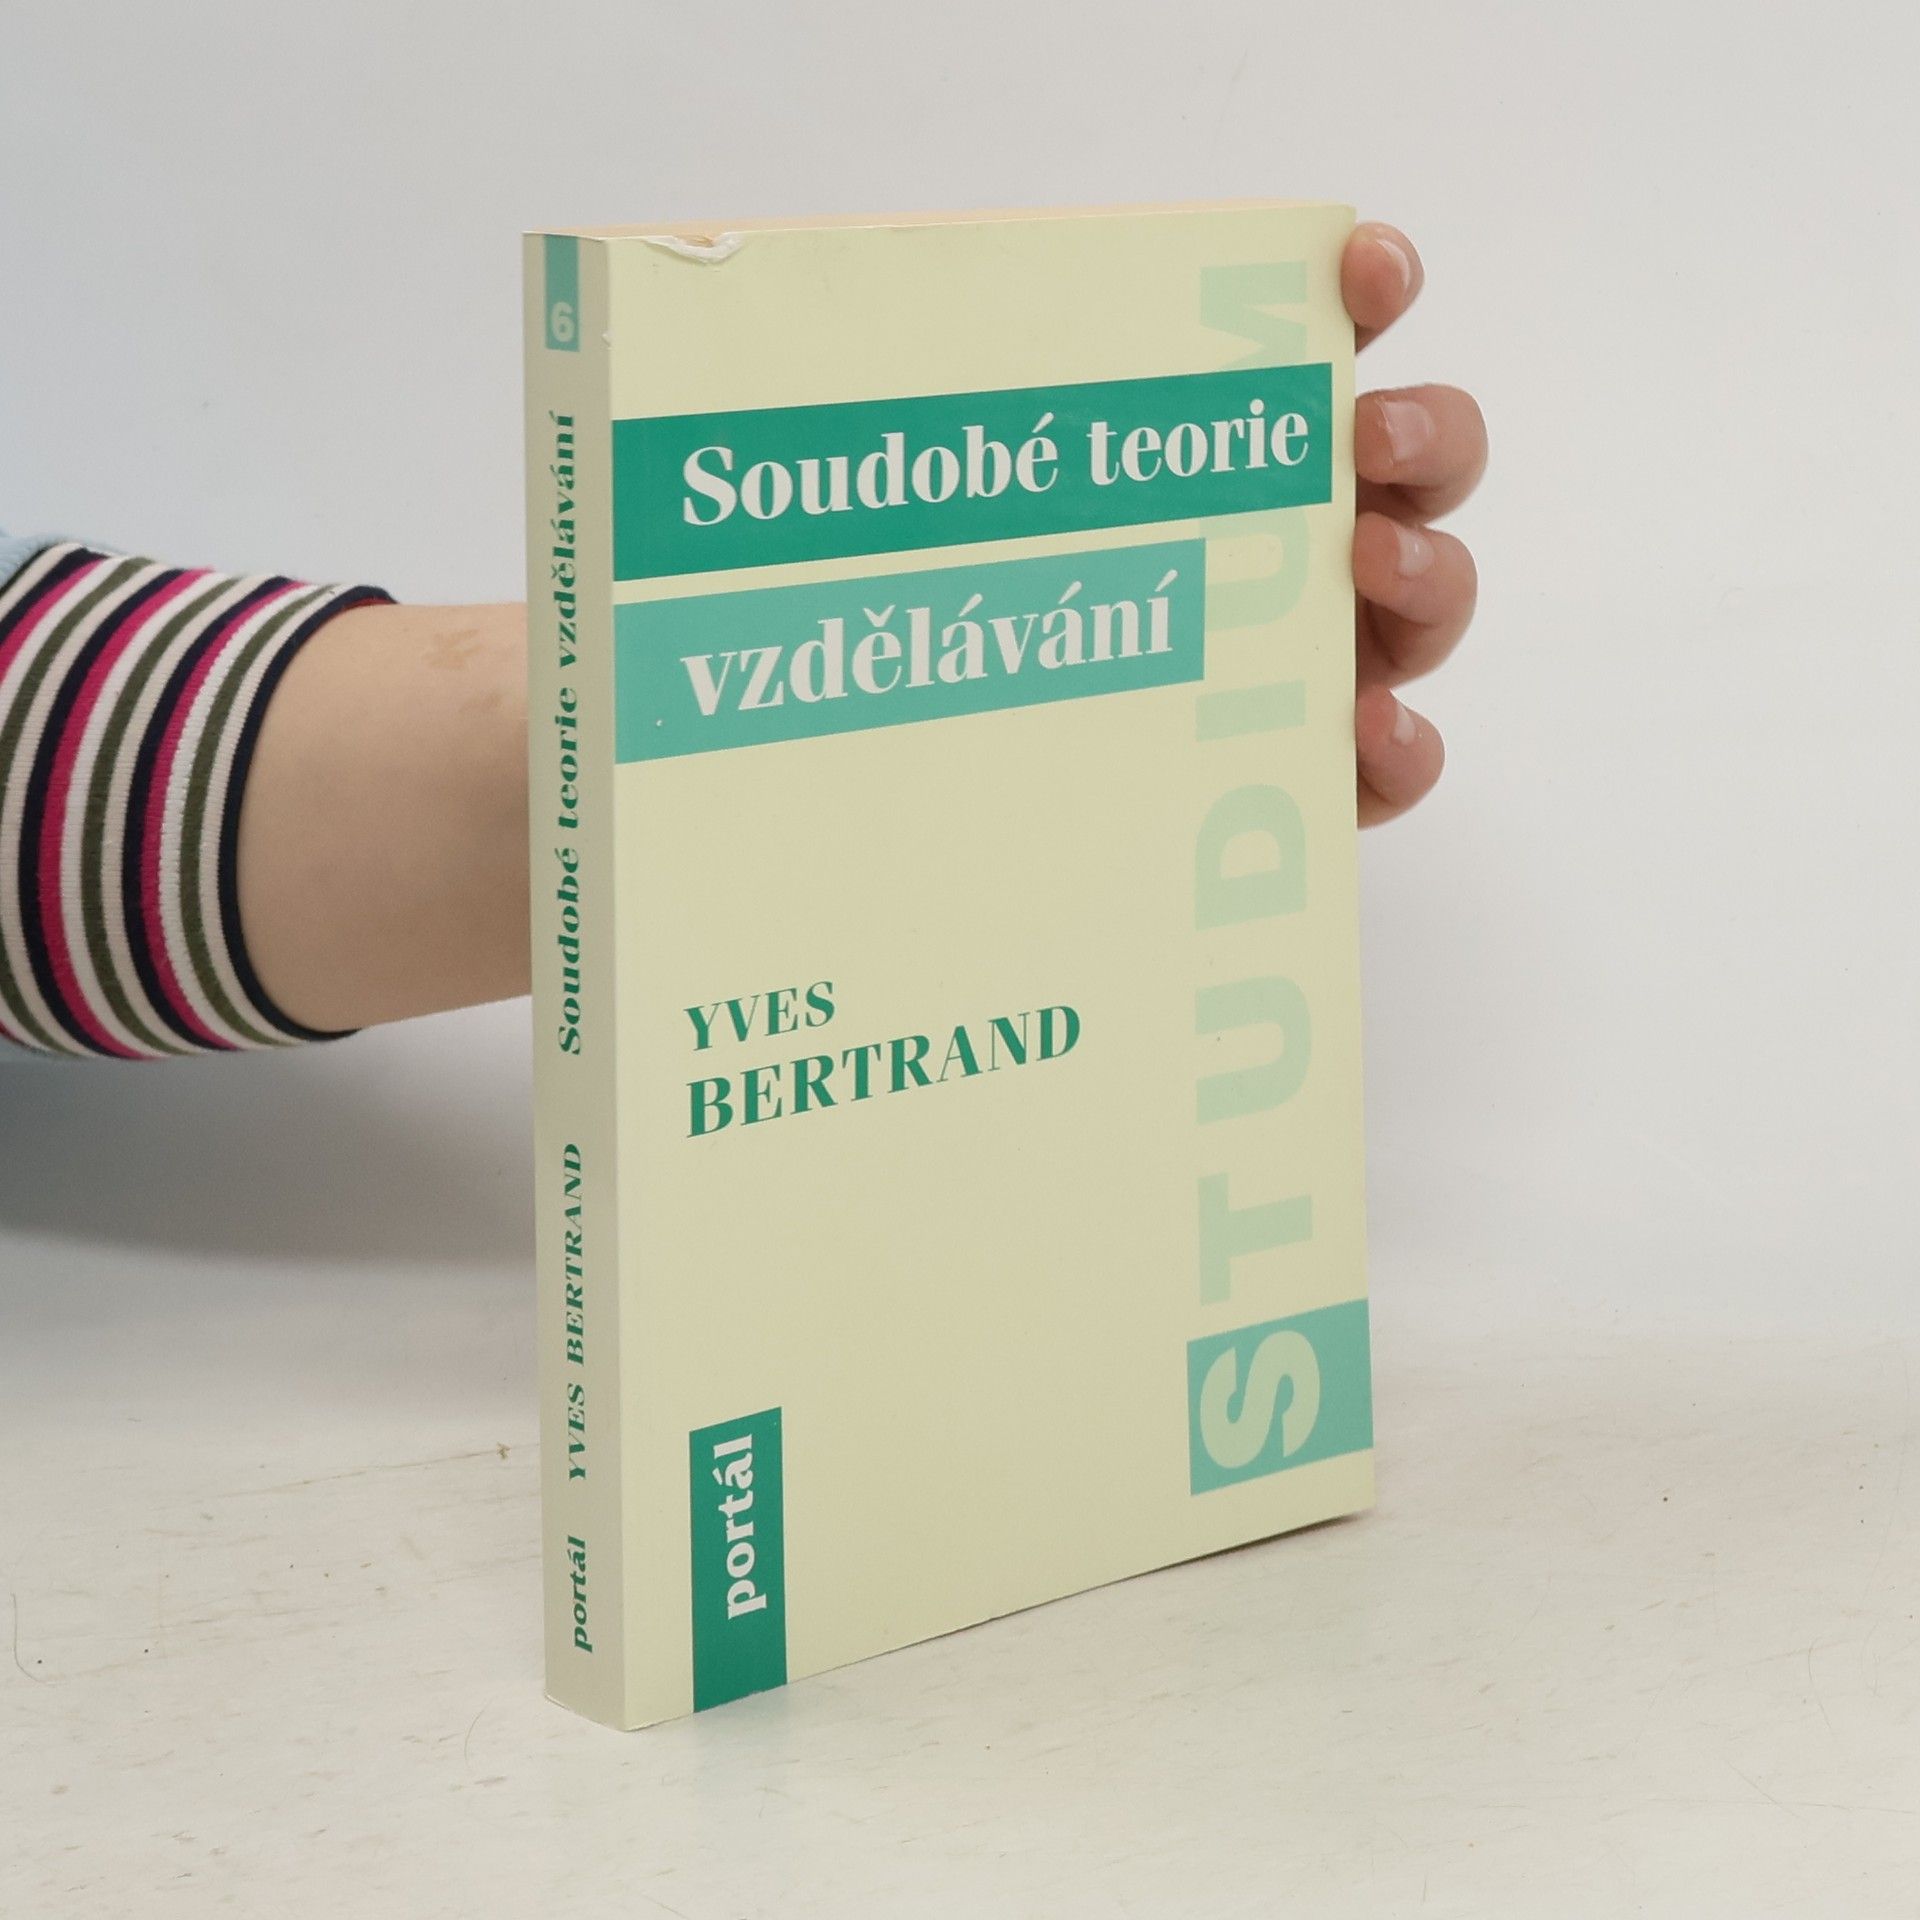 Soudobé teorie
vzdělávání
YVES
BERTRAND
STUDIUM
portál
portál YVES BERTRAND Soudobé teorie vzdělávání 6